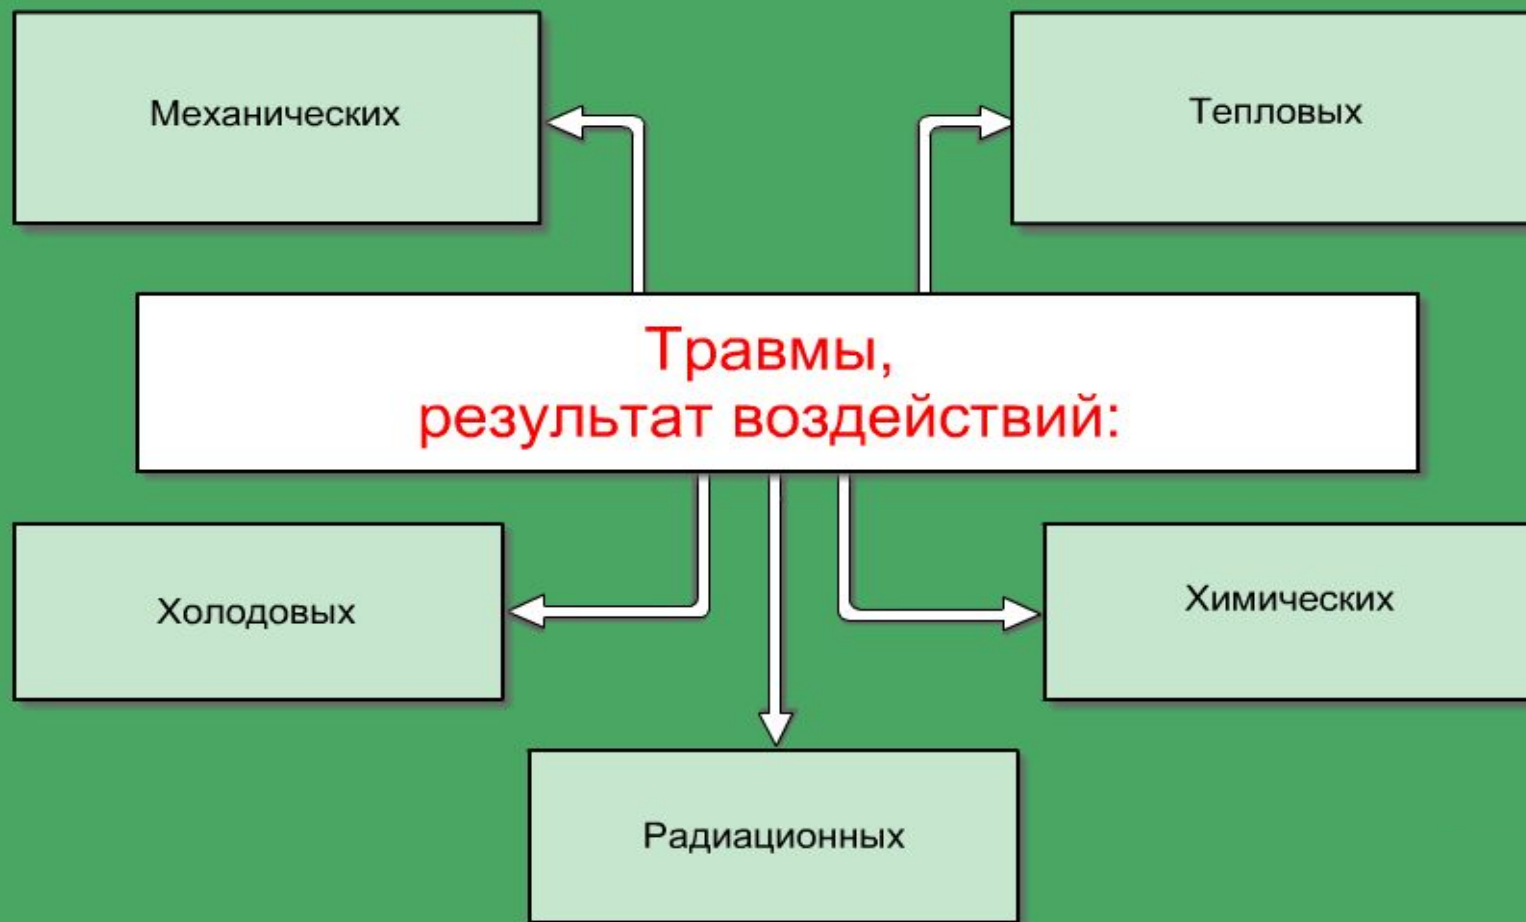 Механических
Тепловых
Травмы,
результат воздействий:
Холодовых
Химических
Радиационных